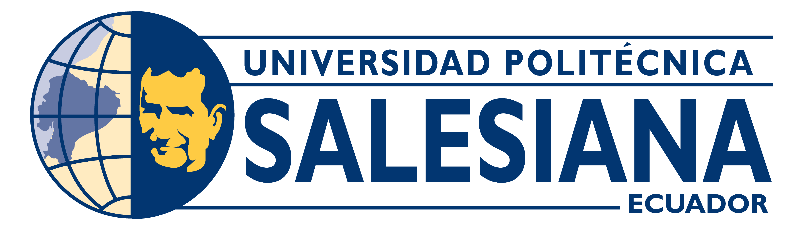 UNIVERSIDAD POLITÉCNICA
SALESIANA
ECUADOR